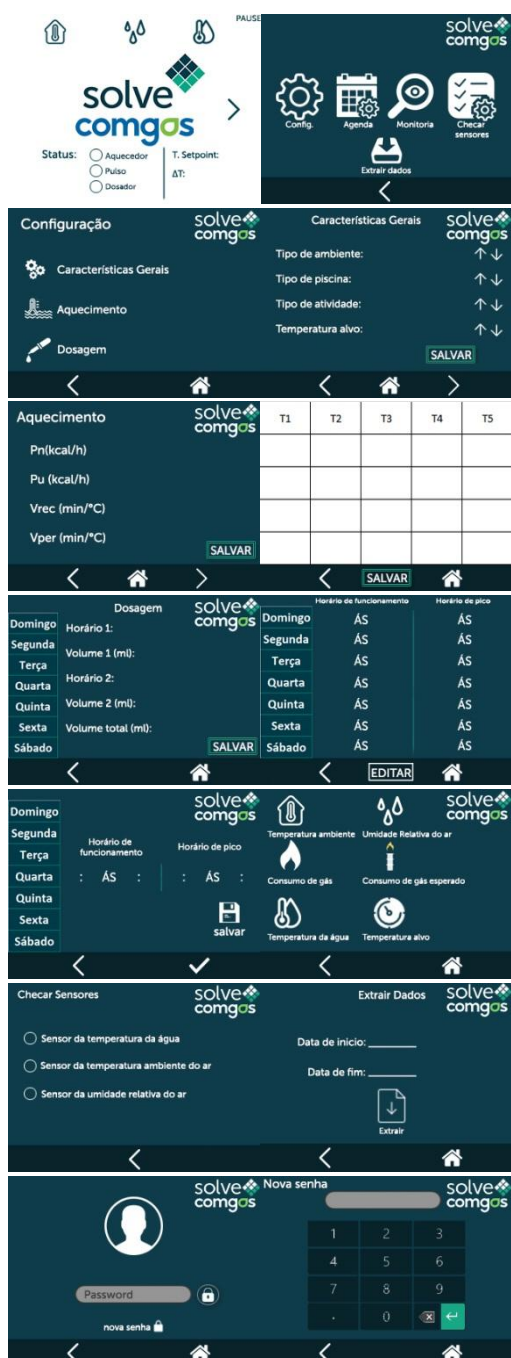 PAUSE
solve
comgas
Status:
Aquecedor
Pulso
Dosador
T. Setpoint:
ΔT:
solve
comgas
Config.
Agenda
Monitoria
Checar
sensores
Extrair dados
Configuração
solve
comgas
Características Gerais
Aquecimento
Dosagem
Características Gerais
solve
comgas
Tipo de ambiente:
Tipo de piscina:
Tipo de atividade:
Temperatura alvo:
SALVAR
Aquecimento
solve
comgas
Pn(kcal/h)
Pu (kcal/h)
Vrec (min/°C)
Vper (min/°C)
SALVAR
T1 T2 T3 T4 T5
SALVAR
Dosagem
solve
comgas
Domingo
Segunda
Terça
Quarta
Quinta
Sexta
Sábado
Horário 1:
Volume 1 (ml):
Horário 2:
Volume 2 (ml):
Volume total (ml):
SALVAR
Horário de funcionamento Horário de pico
Domingo ÁS ÁS
Segunda ÁS ÁS
Terça ÁS ÁS
Quarta ÁS ÁS
Quinta ÁS ÁS
Sexta ÁS ÁS
Sábado ÁS ÁS
EDITAR
solve
comgas
Domingo
Segunda
Terça
Quarta
Quinta
Sexta
Sábado
Horário de
funcionamento
: ÁS :
Horário de pico
: ÁS :
salvar
solve
comgas
Temperatura ambiente
Umidade Relativa do ar
Consumo de gás
Consumo de gás esperado
Temperatura da água
Temperatura alvo
Checar Sensores
solve
comgas
Sensor da temperatura da água
Sensor da temperatura ambiente do ar
Sensor da umidade relativa do ar
Extrair Dados
solve
comgas
Data de inicio: ______
Data de fim: ______
Extrair
solve
comgas
Password
nova senha
Nova senha
solve
comgas
1 2 3
4 5 6
7 8 9
. 0